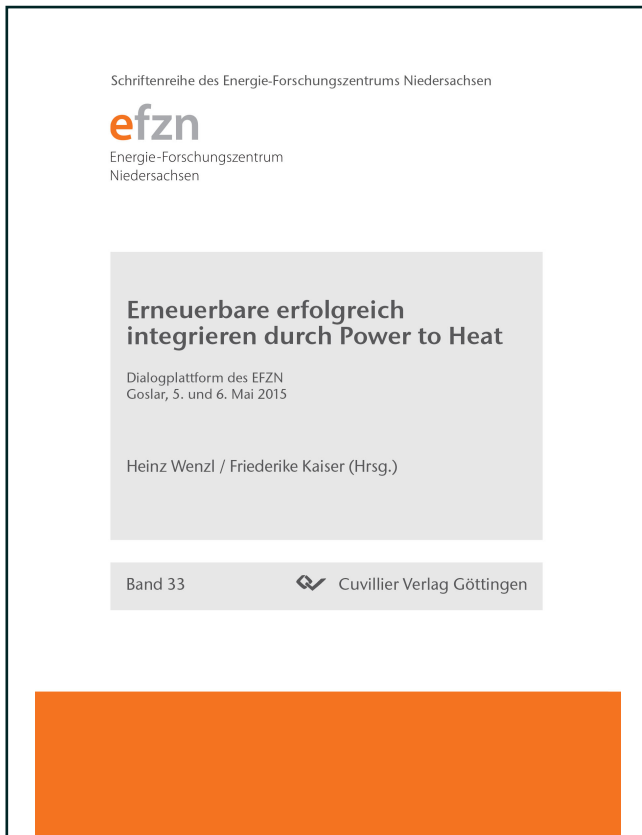 Schriftenreihe des Energie-Forschungszentrums Niedersachsen
efzn
Energie-Forschungszentrum
Niedersachsen
Erneuerbare erfolgreich
integrieren durch Power to Heat
Dialogplattform des EFZN
Goslar, 5. und 6. Mai 2015
Heinz Wenzl / Friederike Kaiser (Hrsg.)
Band 33 Cuvillier Verlag Göttingen